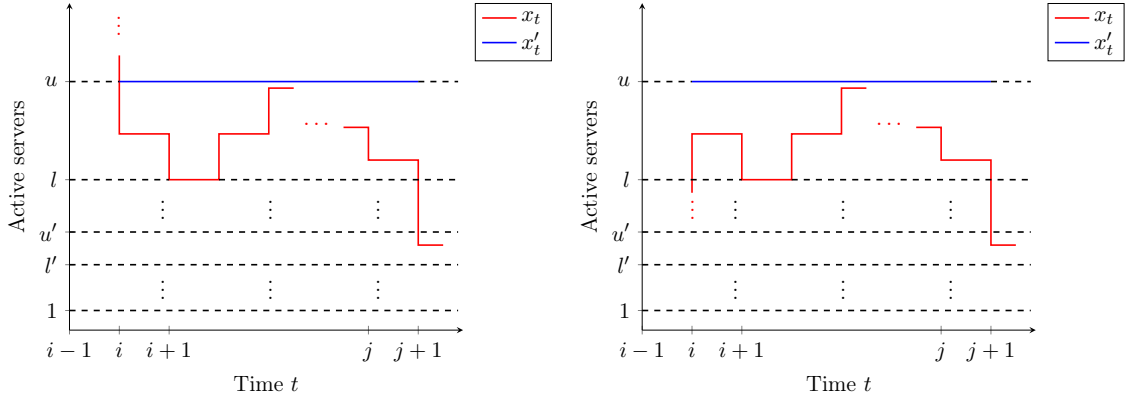 x_t
x'_t
Active servers
u
l
u'
l'
1
i − 1
i
i + 1
j
j + 1
Time t
x_t
x'_t
Active servers
u
l
u'
l'
1
i − 1
i
i + 1
j
j + 1
Time t